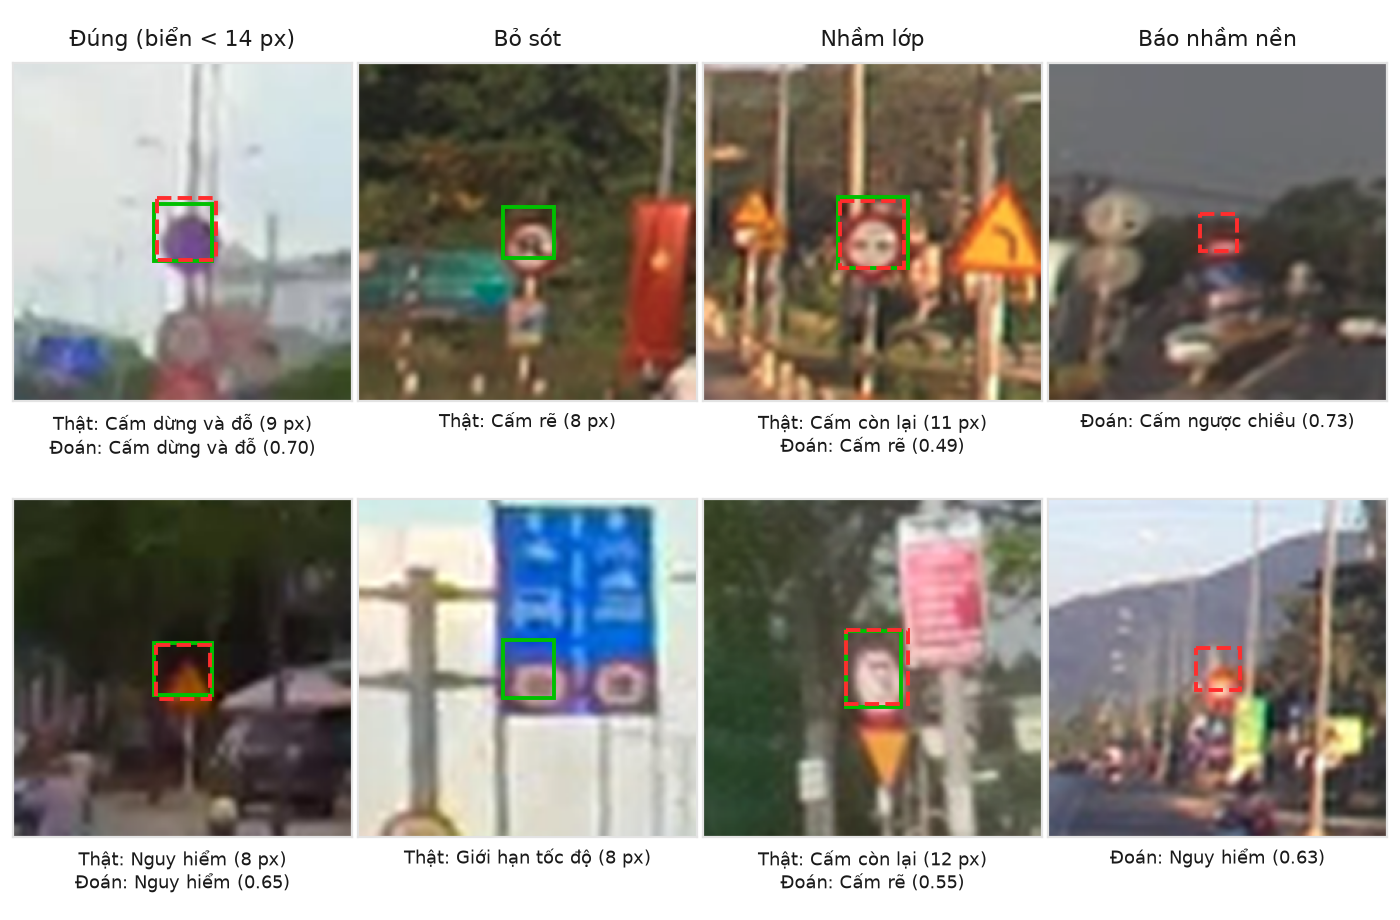 Đúng (biển < 14 px)
Bỏ sót
Nhầm lớp
Báo nhầm nền
Thật: Cấm dừng và đỗ (9 px)
Đoán: Cấm dừng và đỗ (0.70)
Thật: Cấm rẽ (8 px)
Thật: Cấm còn lại (11 px)
Đoán: Cấm rẽ (0.49)
Đoán: Cấm ngược chiều (0.73)
Thật: Nguy hiểm (8 px)
Đoán: Nguy hiểm (0.65)
Thật: Giới hạn tốc độ (8 px)
Thật: Cấm còn lại (12 px)
Đoán: Cấm rẽ (0.55)
Đoán: Nguy hiểm (0.63)